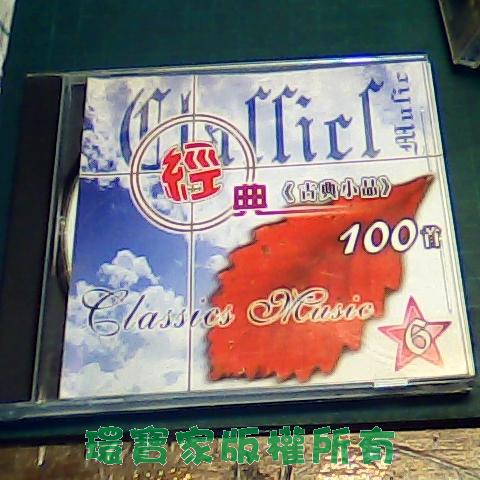 Classics
Music
經典
《古典小品》
100首
Classics Music
6
環寶家版權所有